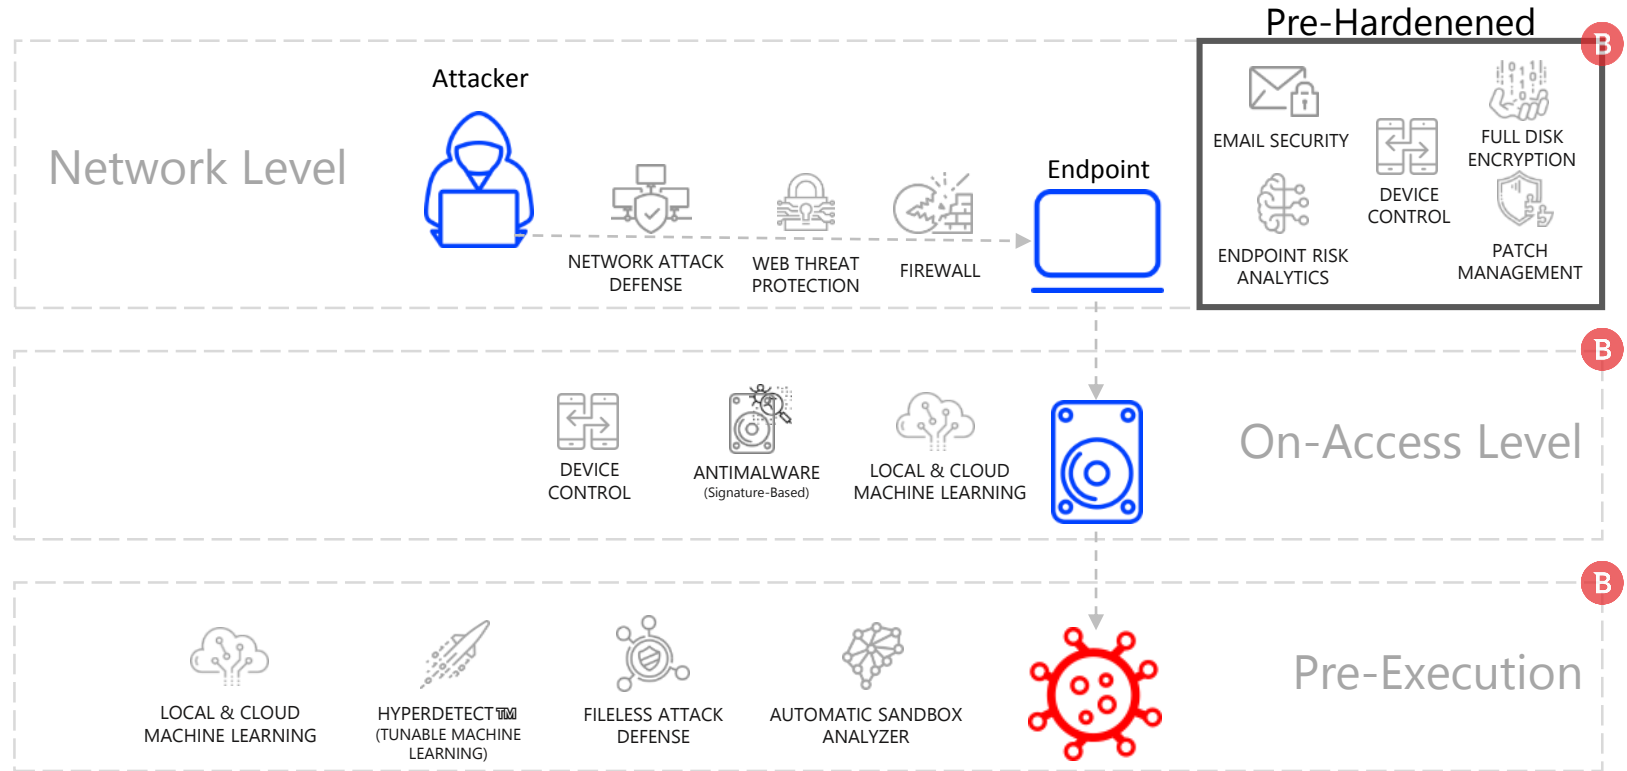 Pre-Hardenened
B
Attacker
Network Level
Endpoint
NETWORK ATTACK
DEFENSE
WEB THREAT
PROTECTION
FIREWALL
EMAIL SECURITY
FULL DISK
ENCRYPTION
DEVICE
CONTROL
ENDPOINT RISK
ANALYTICS
PATCH
MANAGEMENT
B
On-Access Level
DEVICE
CONTROL
ANTIMALWARE
(Signature-Based)
LOCAL & CLOUD
MACHINE LEARNING
B
Pre-Execution
LOCAL & CLOUD
MACHINE LEARNING
HYPERDETECT™
(TUNABLE MACHINE
LEARNING)
FILELESS ATTACK
DEFENSE
AUTOMATIC SANDBOX
ANALYZER